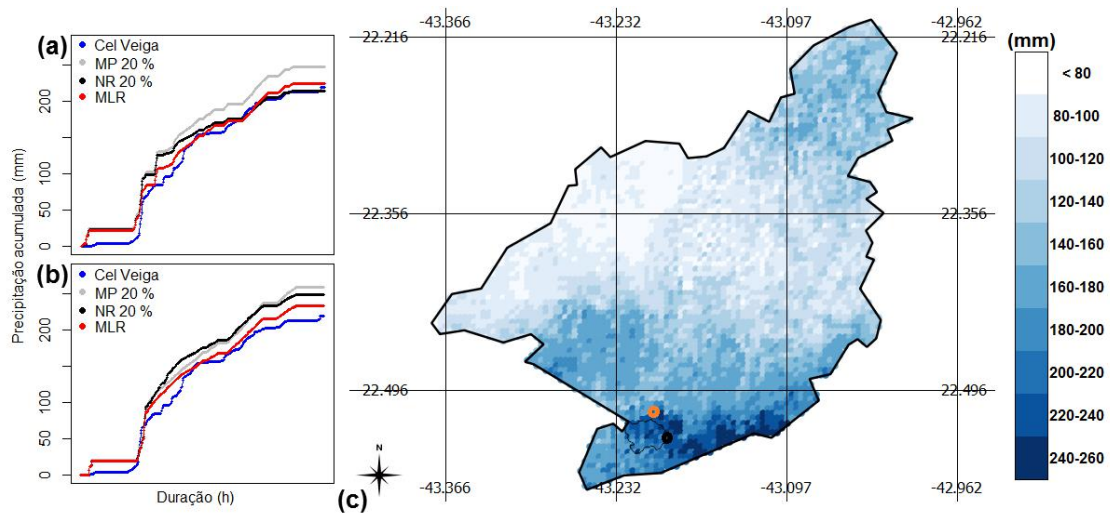 (a)
Cel Veiga
MP 20 %
NR 20 %
MLR
200
100
50
0
(b)
Cel Veiga
MP 20 %
NR 20 %
MLR
200
100
50
0
Precipitação acumulada (mm)
Duração (h)
(c)
N
-43.366 -43.232 -43.097 -42.962
22.216 22.216
22.356 22.356
22.496 22.496
-43.366 -43.232 -43.097 -42.962
(mm)
< 80
80-100
100-120
120-140
140-160
160-180
180-200
200-220
220-240
240-260